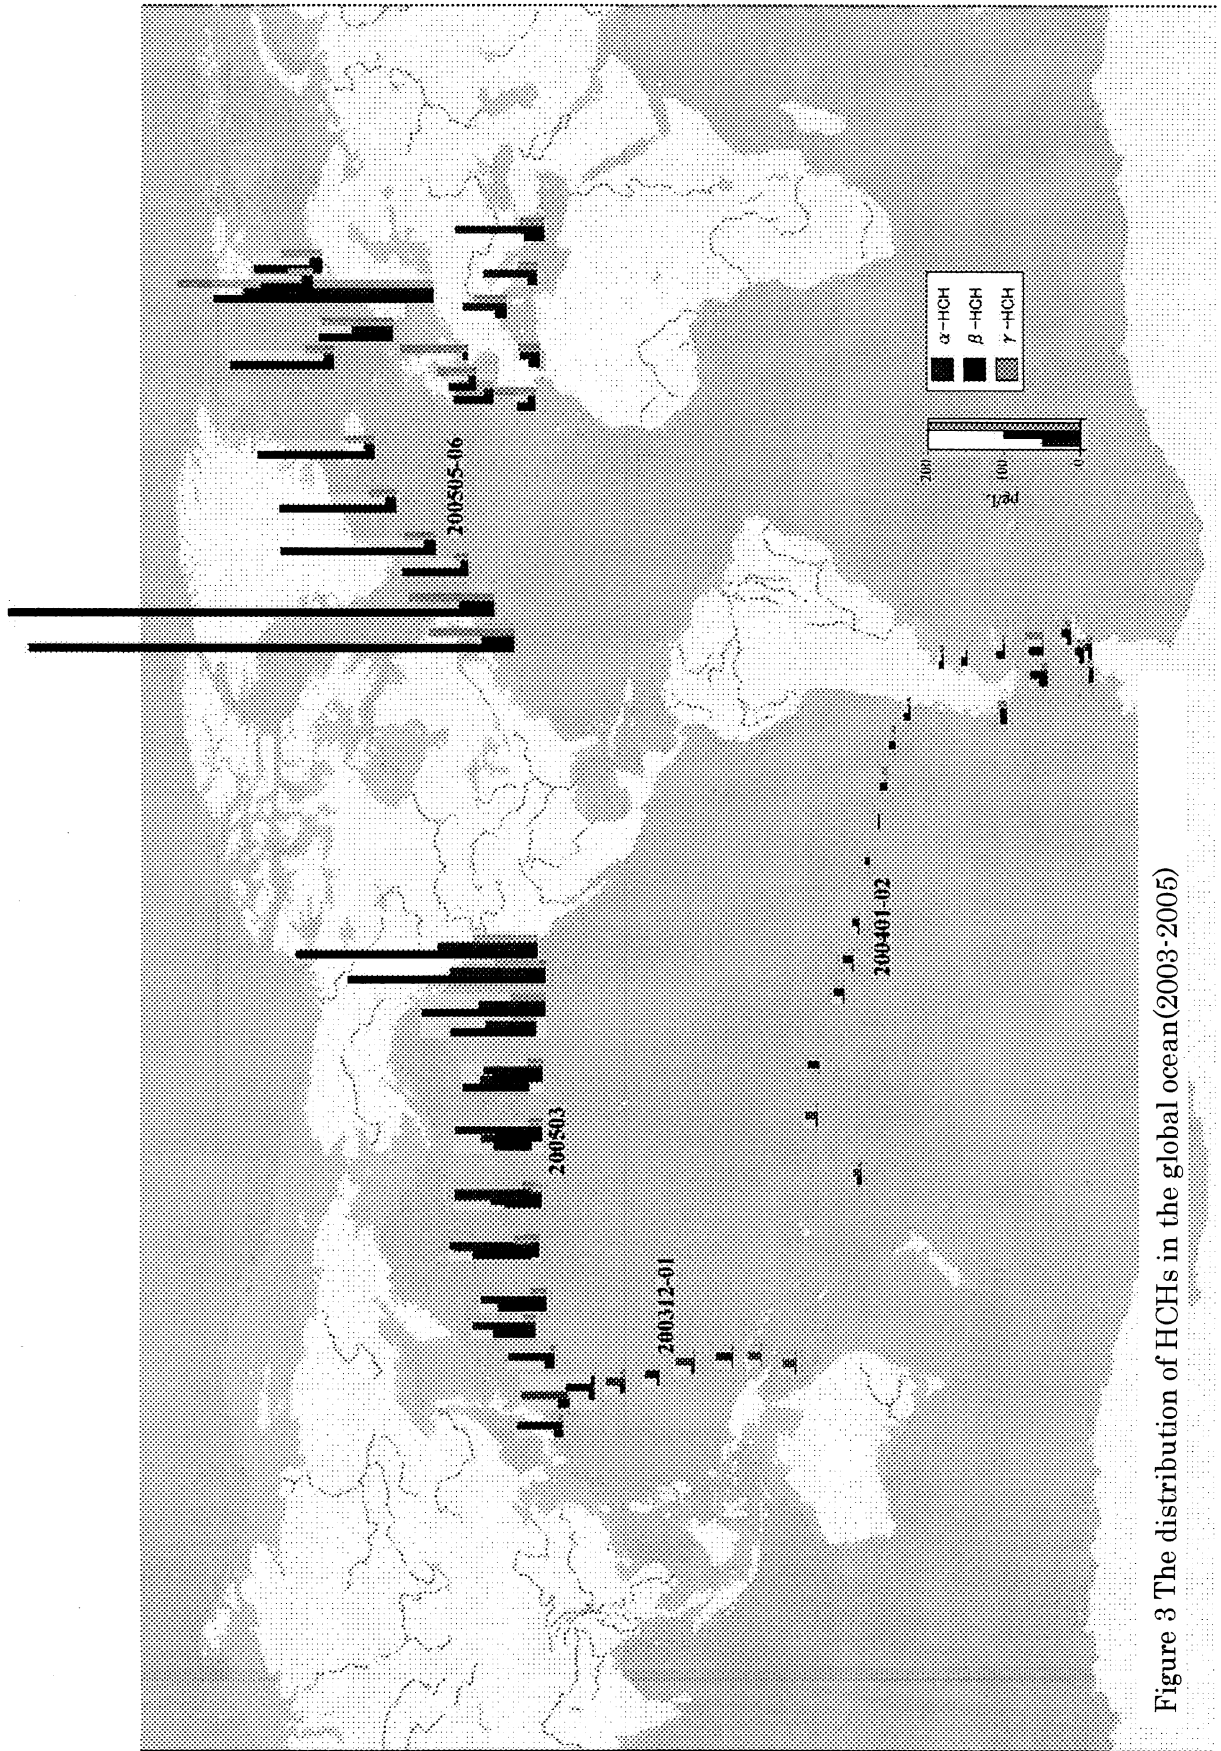 200505-06
200503
200312-01
200401-02
α-HCH
β-HCH
γ-HCH
pg/L
200
100
0
Figure 3 The distribution of HCHs in the global ocean(2003-2005)